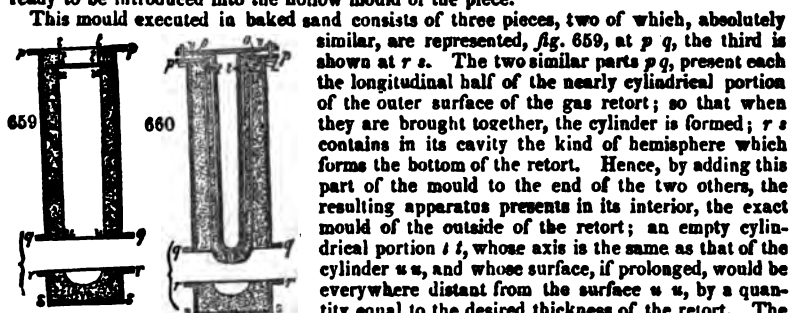 ready to be introduced into the hollow mould of the piece.
This mould executed in baked sand consists of three pieces, two of which, absolutely
similar, are represented, fig. 659, at p q, the third is
shown at r s. The two similar parts p q, present each
the longitudinal half of the nearly cylindrical portion
of the outer surface of the gas retort; so that when
they are brought together, the cylinder is formed; r s
contains in its cavity the kind of hemisphere which
forms the bottom of the retort. Hence, by adding this
part of the mould to the end of the two others, the
resulting apparatus presents in its interior, the exact
mould of the outside of the retort; an empty cylin-
drical portion t t, whose axis is the same as that of the
cylinder u u, and whose surface, if prolonged, would be
everywhere distant from the surface u u, by a quan-
tity equal to the desired thickness of the retort. The
659
p p
q q
r r
s s
660
p p
q q
r r
s s